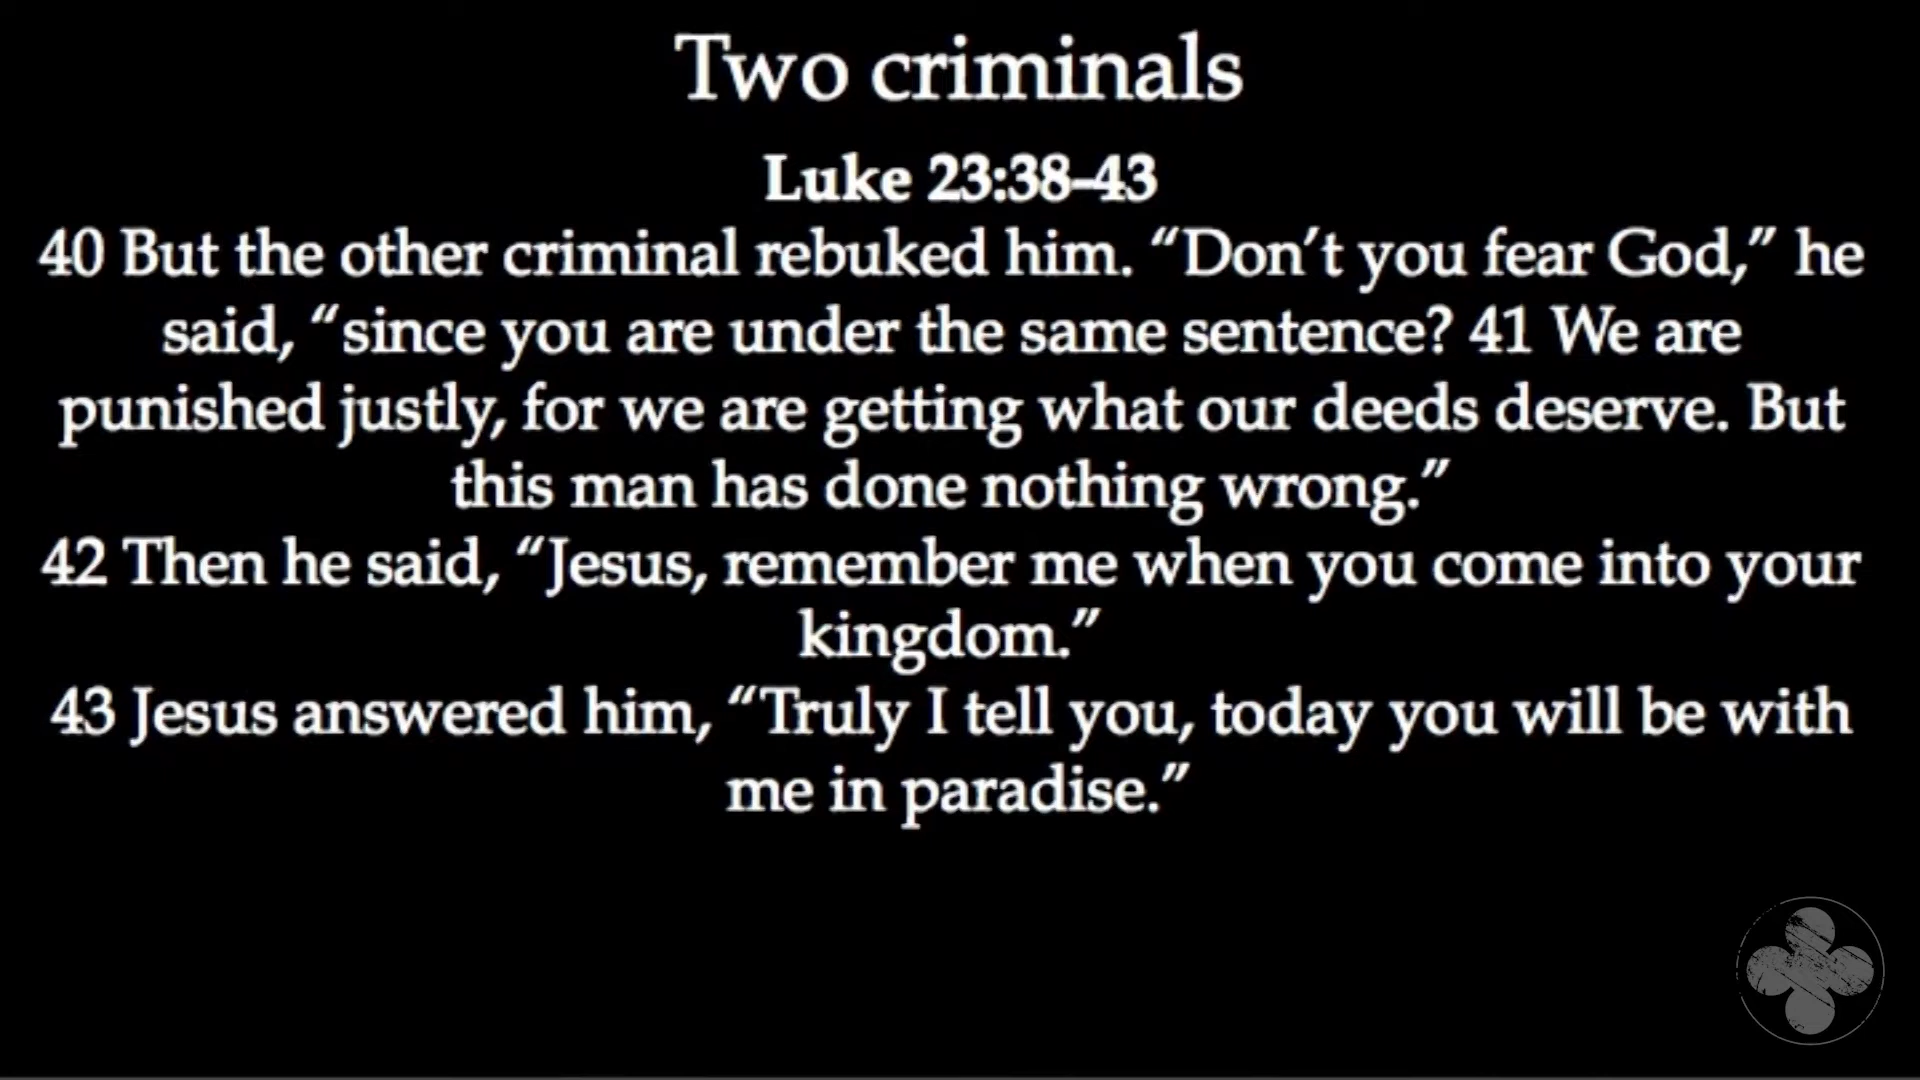 Two criminals
Luke 23:38-43
40 But the other criminal rebuked him. “Don’t you fear God,” he
said, “since you are under the same sentence? 41 We are
punished justly, for we are getting what our deeds deserve. But
this man has done nothing wrong.”
42 Then he said, “Jesus, remember me when you come into your
kingdom.”
43 Jesus answered him, “Truly I tell you, today you will be with
me in paradise.”